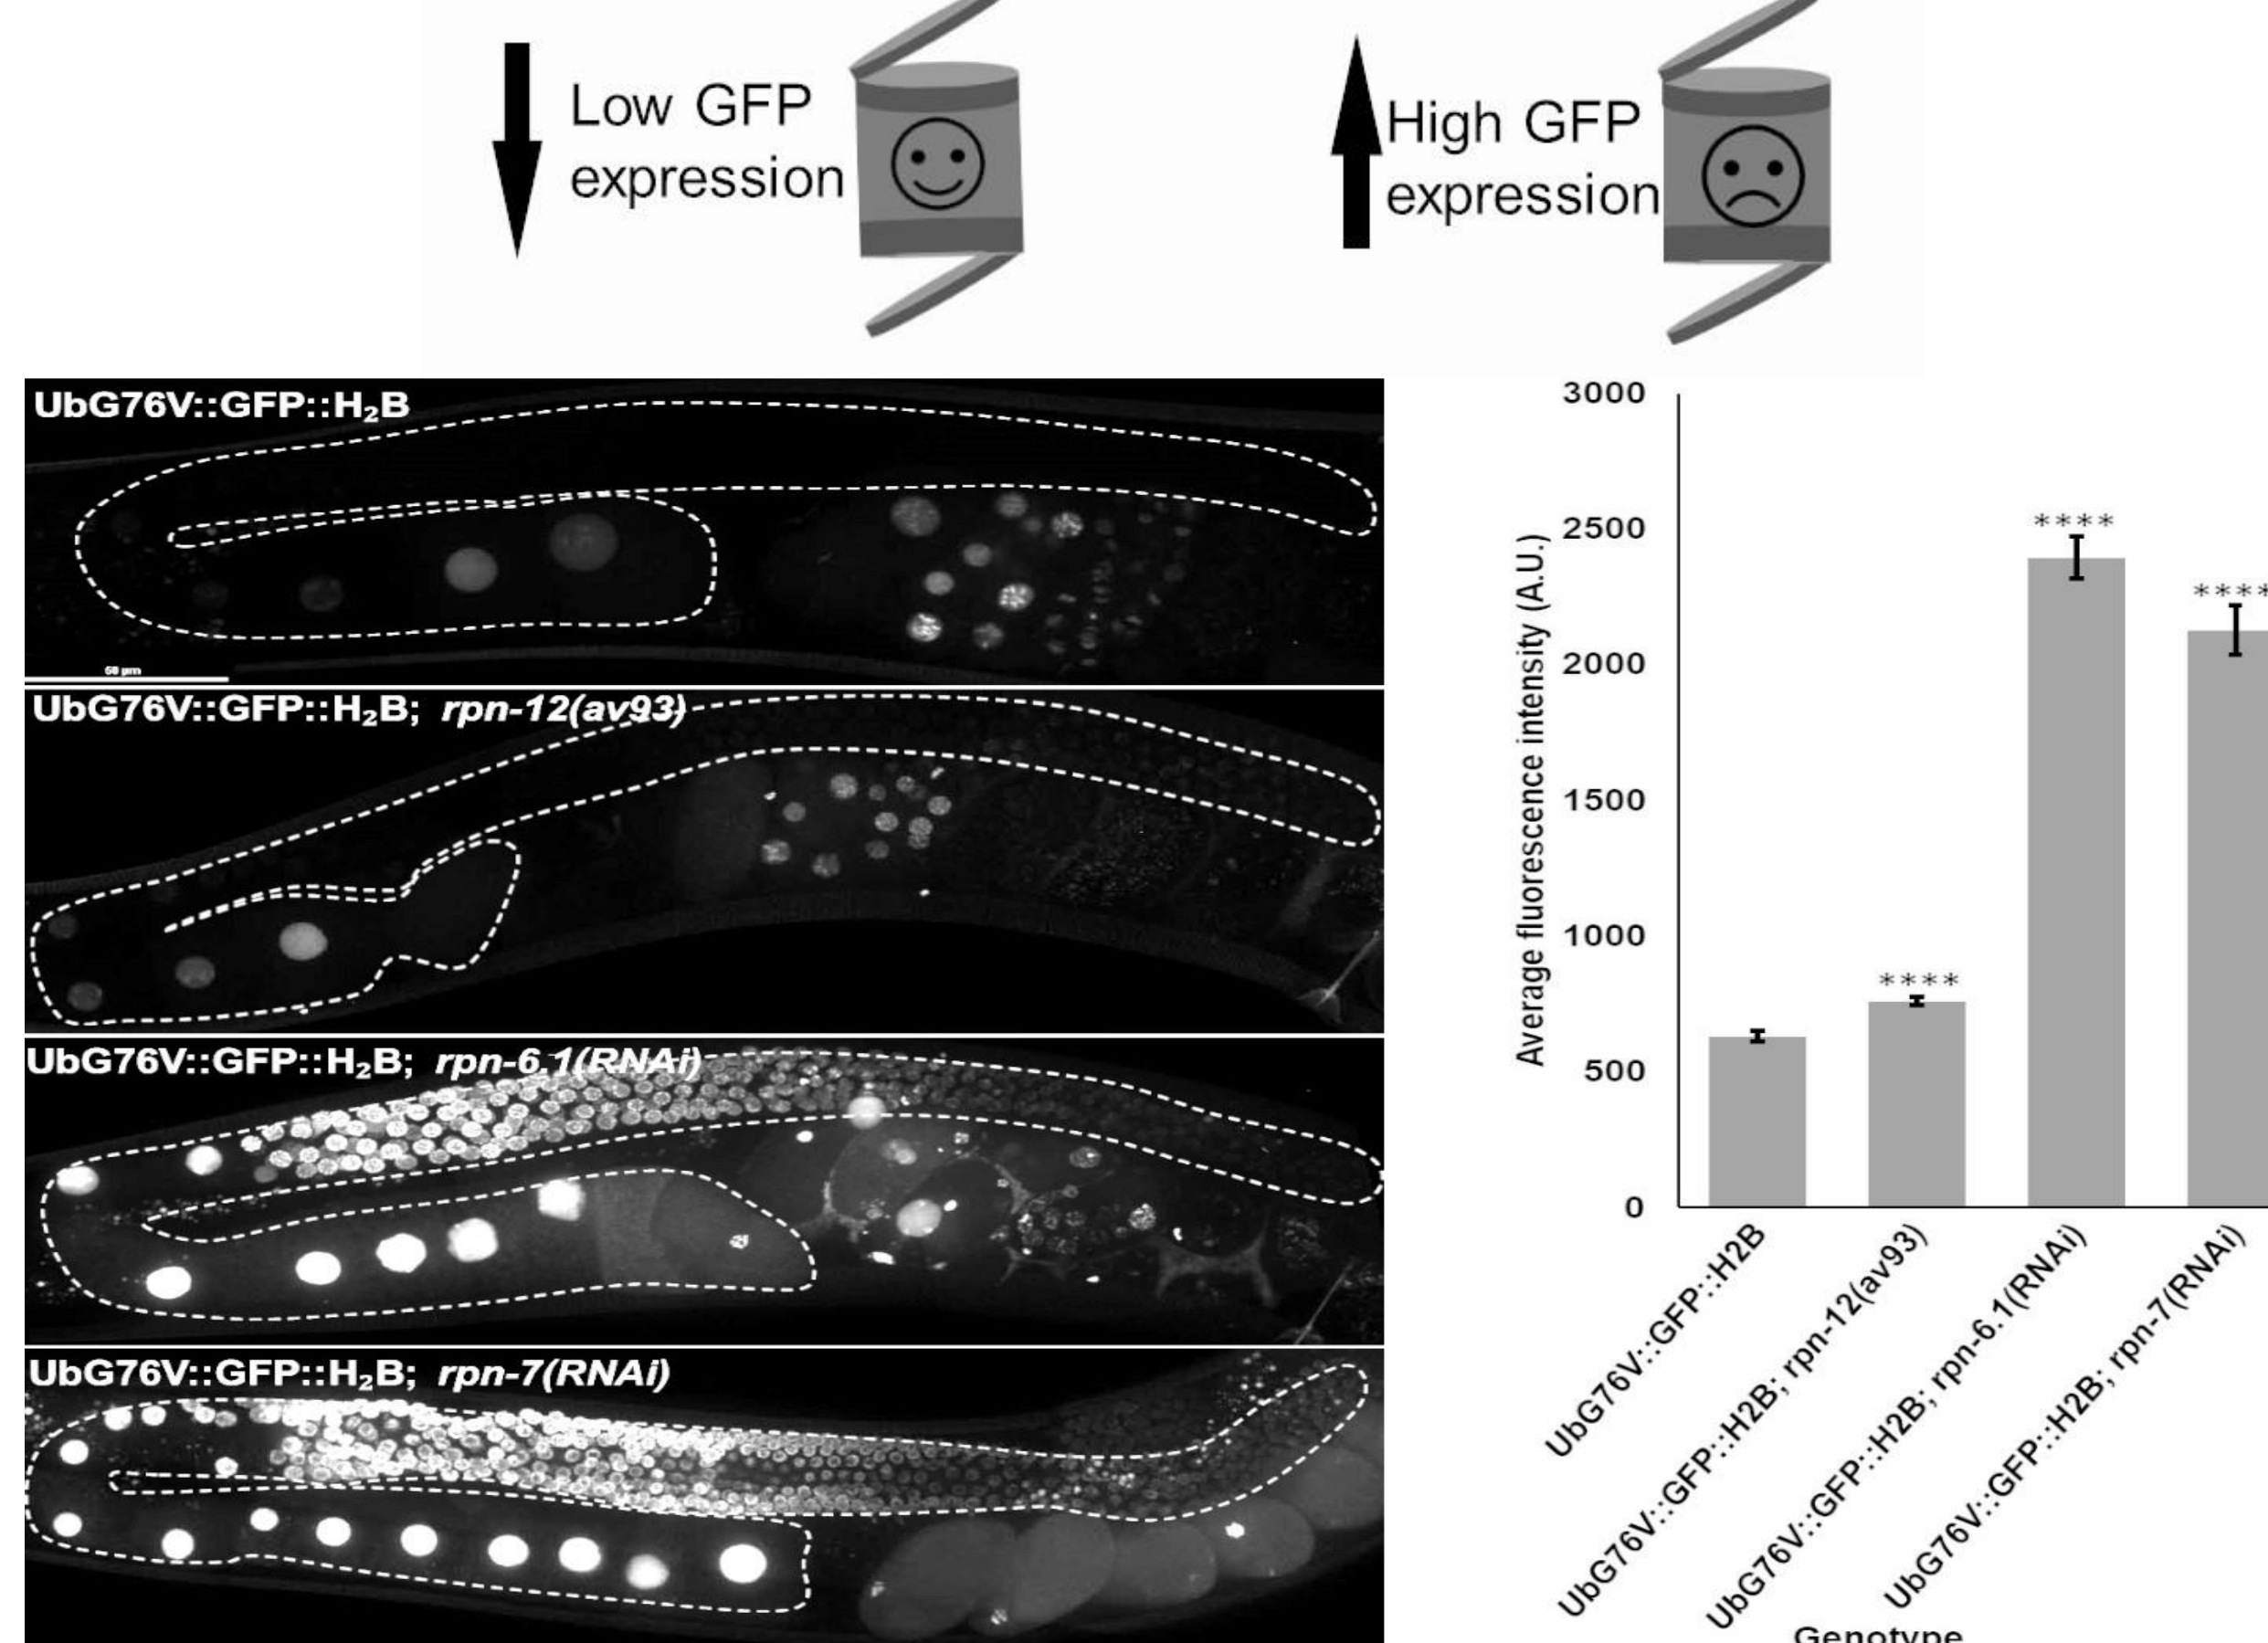 Low GFP
expression
High GFP
expression
UbG76V::GFP::H₂B
50 µm
UbG76V::GFP::H₂B; rpn-12(av93)
UbG76V::GFP::H₂B; rpn-6.1(RNAi)
UbG76V::GFP::H₂B; rpn-7(RNAi)
Average fluorescence intensity (A.U.)
3000
2500
2000
1500
1000
500
0
****
****
****
UbG76V::GFP::H2B
UbG76V::GFP::H2B; rpn-12(av93)
UbG76V::GFP::H2B; rpn-6.1(RNAi)
UbG76V::GFP::H2B; rpn-7(RNAi)
Genotype